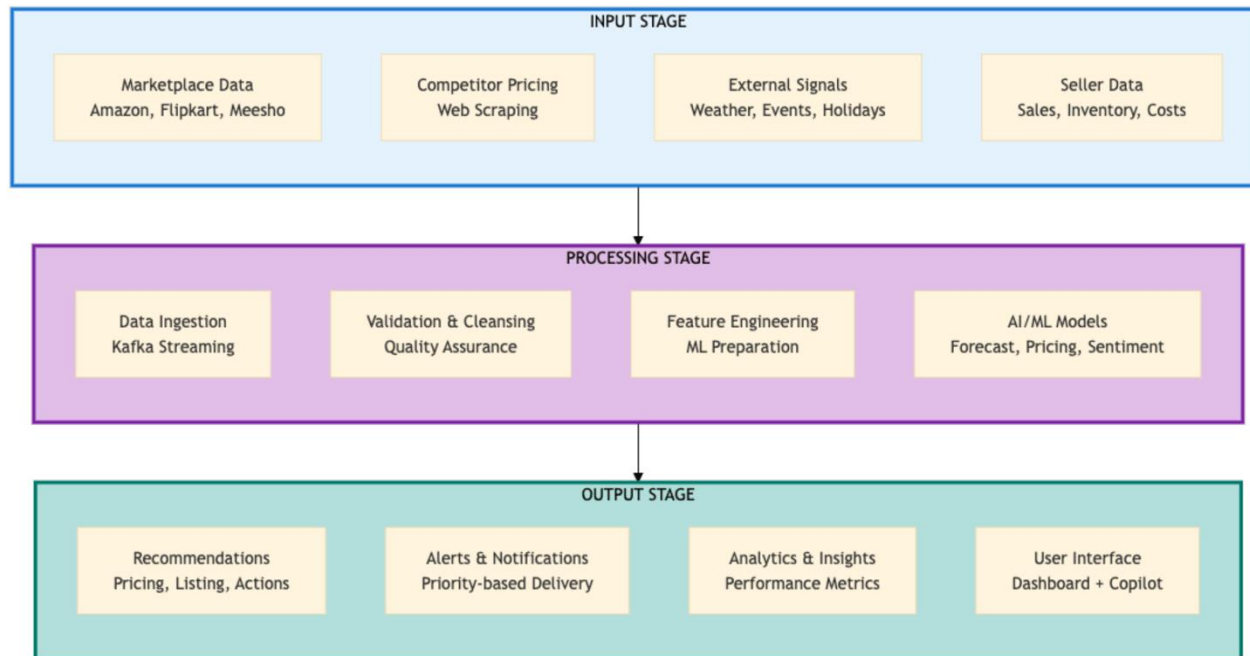 INPUT STAGE
Marketplace Data
Amazon, Flipkart, Meesho
Competitor Pricing
Web Scraping
External Signals
Weather, Events, Holidays
Seller Data
Sales, Inventory, Costs
PROCESSING STAGE
Data Ingestion
Kafka Streaming
Validation & Cleansing
Quality Assurance
Feature Engineering
ML Preparation
AI/ML Models
Forecast, Pricing, Sentiment
OUTPUT STAGE
Recommendations
Pricing, Listing, Actions
Alerts & Notifications
Priority-based Delivery
Analytics & Insights
Performance Metrics
User Interface
Dashboard + Copilot